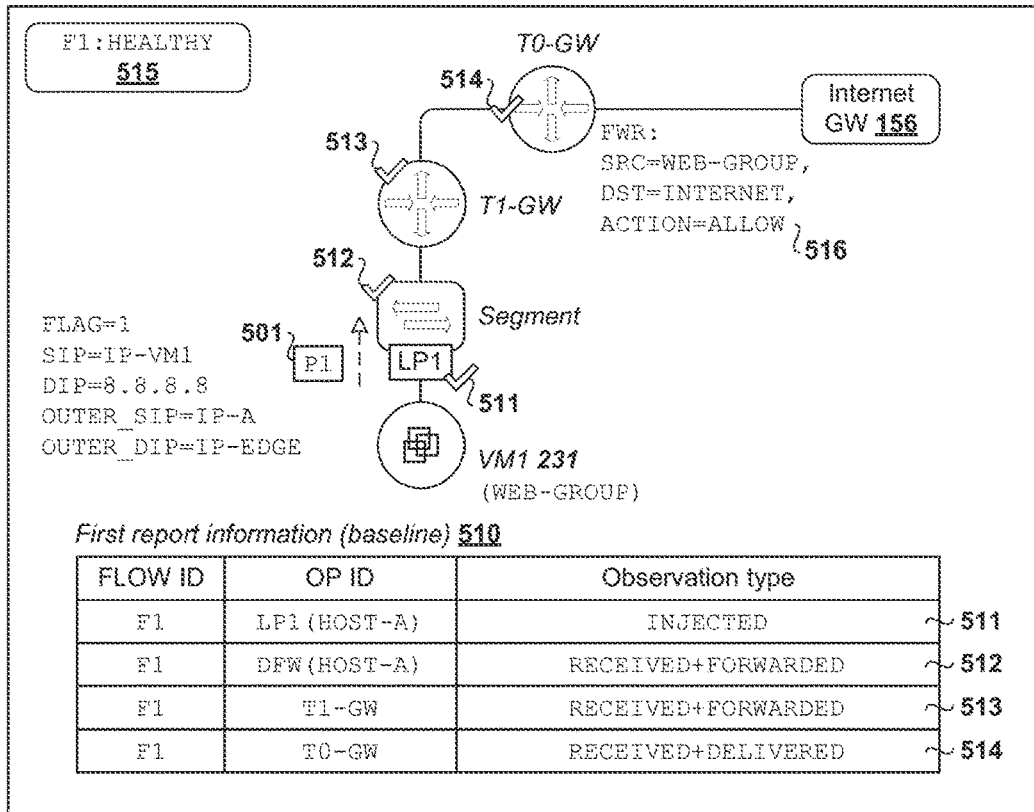 F1:HEALTHY
515
T0-GW
514
Internet
GW 156
513
FWR:
SRC=WEB-GROUP,
DST=INTERNET,
ACTION=ALLOW
516
T1-GW
512
Segment
FLAG=1
SIP=IP-VM1
DIP=8.8.8.8
OUTER_SIP=IP-A
OUTER_DIP=IP-EDGE
501
P1
LP1
511
VM1 231
(WEB-GROUP)
First report information (baseline) 510
FLOW ID OP ID Observation type
F1 LP1(HOST-A) INJECTED 511
F1 DFW(HOST-A) RECEIVED+FORWARDED 512
F1 T1-GW RECEIVED+FORWARDED 513
F1 T0-GW RECEIVED+DELIVERED 514